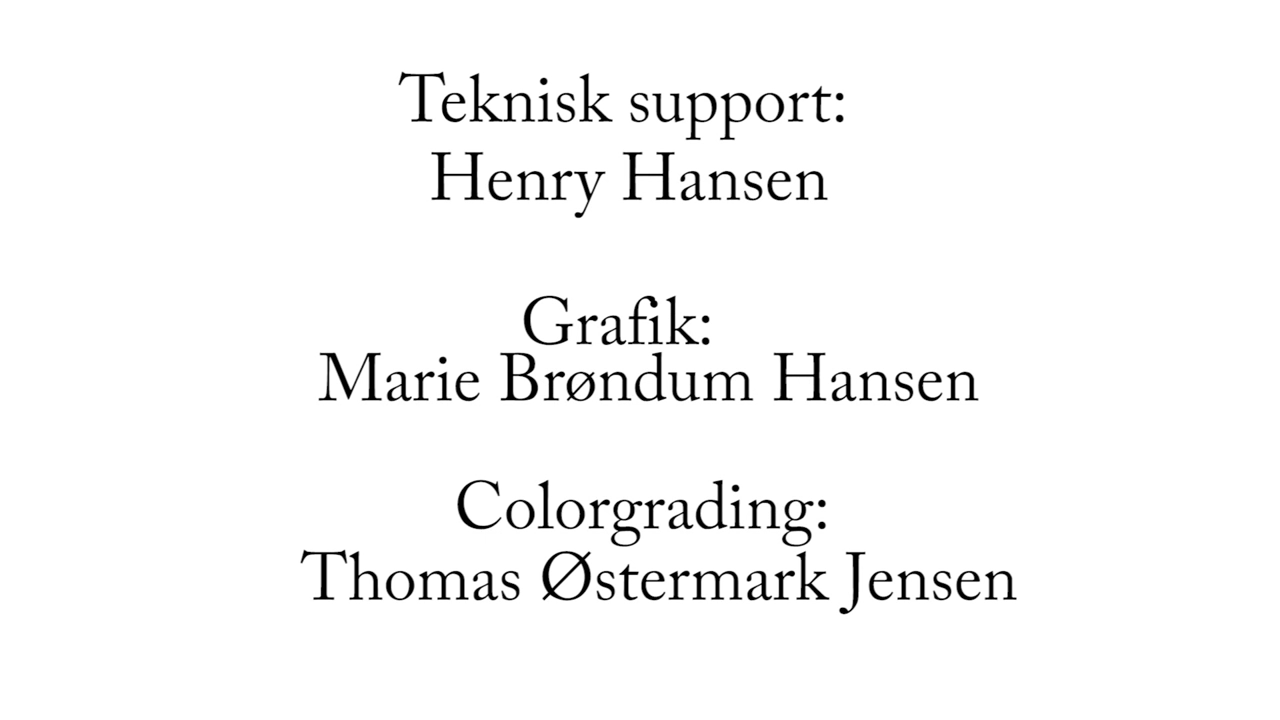 Teknisk support:
Henry Hansen
Grafik:
Marie Brøndum Hansen
Colorgrading:
Thomas Østermark Jensen